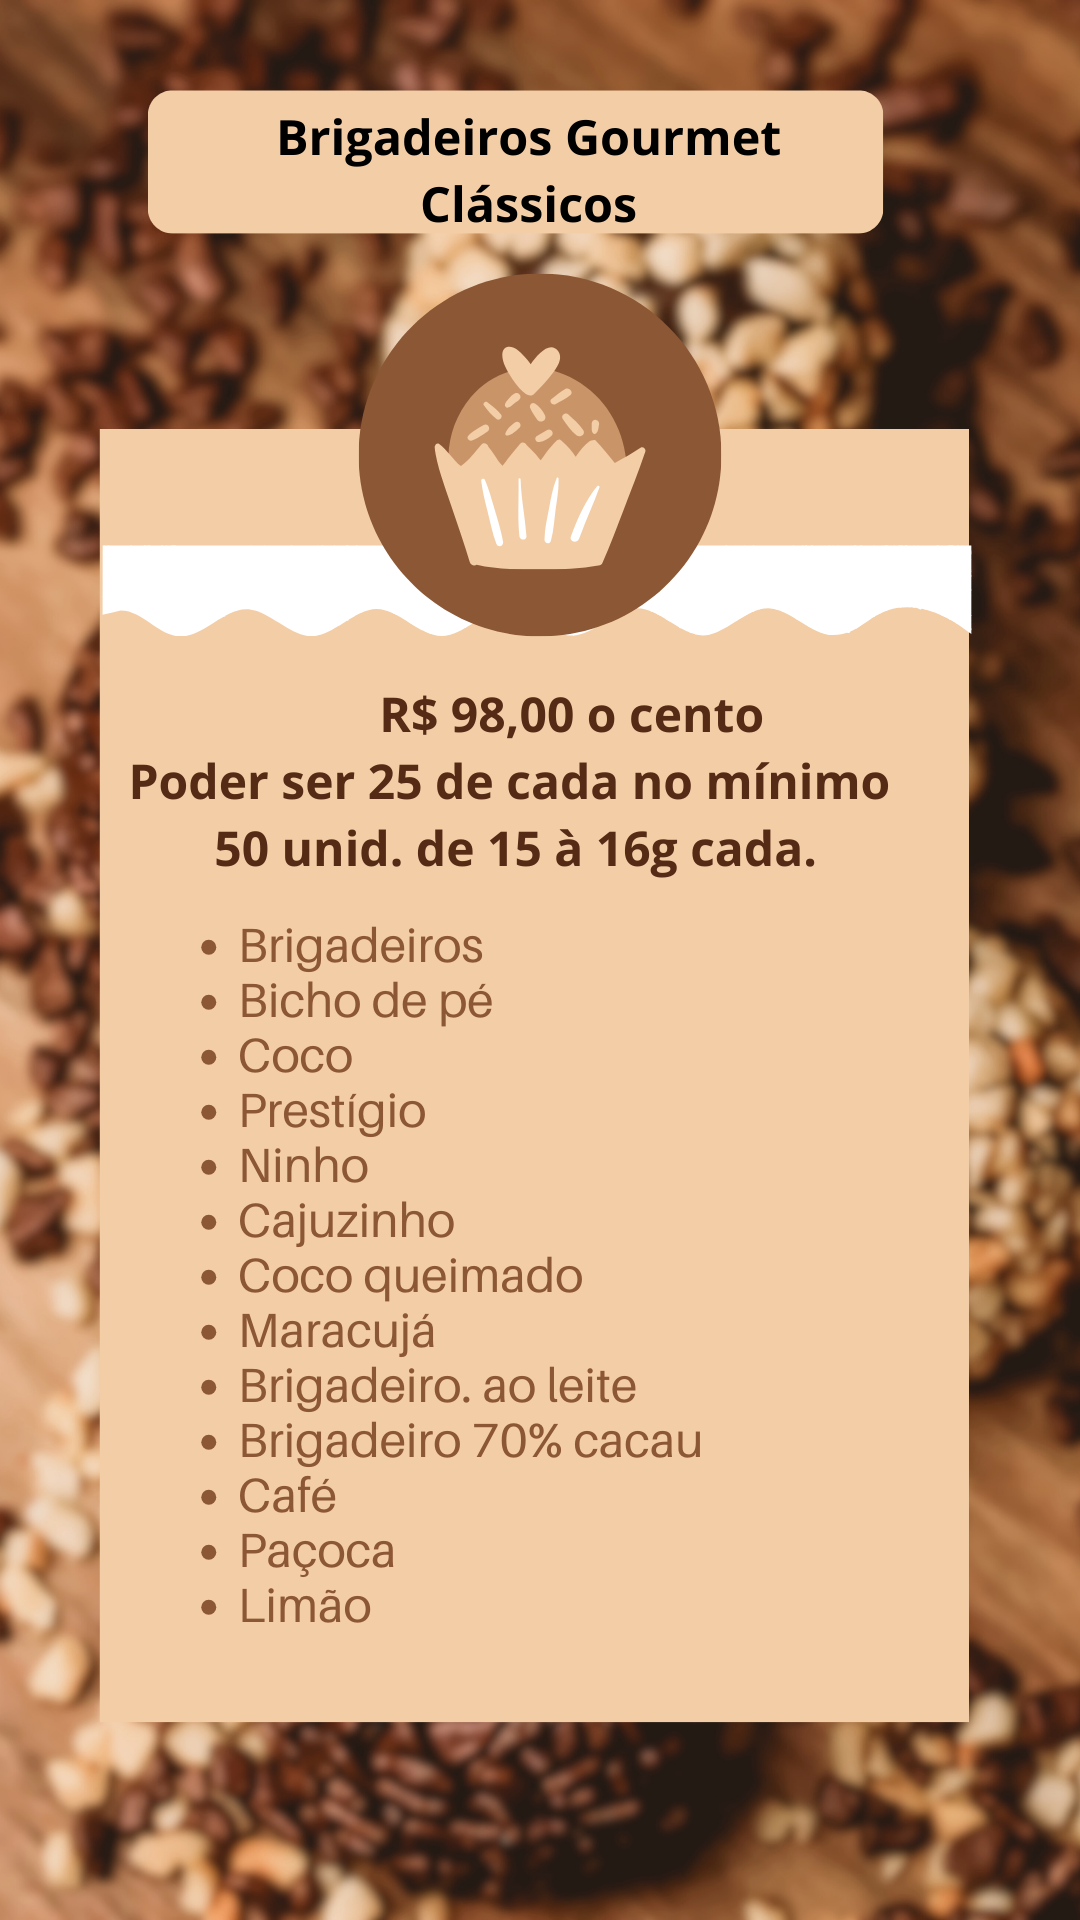 Brigadeiros Gourmet
Clássicos
R$ 98,00 o cento
Poder ser 25 de cada no mínimo
50 unid. de 15 à 16g cada.
• Brigadeiros
• Bicho de pé
• Coco
• Prestígio
• Ninho
• Cajuzinho
• Coco queimado
• Maracujá
• Brigadeiro. ao leite
• Brigadeiro 70% cacau
• Café
• Paçoca
• Limão